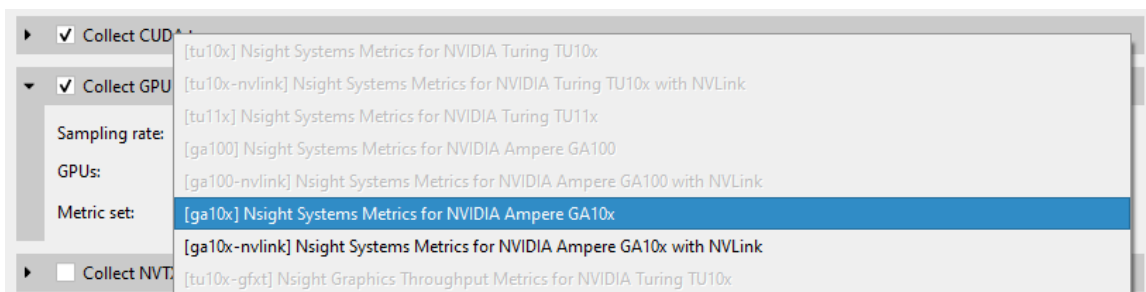 Collect CUDA
[tu10x] Nsight Systems Metrics for NVIDIA Turing TU10x
[tu10x-nvlink] Nsight Systems Metrics for NVIDIA Turing TU10x with NVLink
Collect GPU
[tu11x] Nsight Systems Metrics for NVIDIA Turing TU11x
Sampling rate:
[ga100] Nsight Systems Metrics for NVIDIA Ampere GA100
GPUs:
[ga100-nvlink] Nsight Systems Metrics for NVIDIA Ampere GA100 with NVLink
Metric set:
[ga10x] Nsight Systems Metrics for NVIDIA Ampere GA10x
[ga10x-nvlink] Nsight Systems Metrics for NVIDIA Ampere GA10x with NVLink
Collect NVT
[tu10x-gfxt] Nsight Graphics Throughput Metrics for NVIDIA Turing TU10x